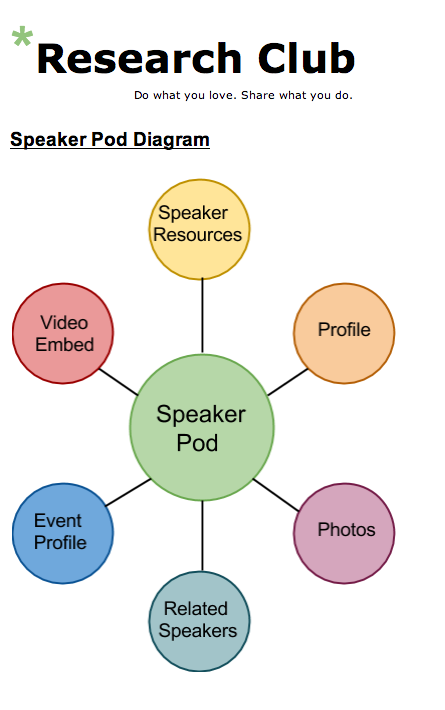 *Research Club
Do what you love. Share what you do.
Speaker Pod Diagram
Speaker
Resources
Video
Embed
Profile
Speaker
Pod
Event
Profile
Photos
Related
Speakers